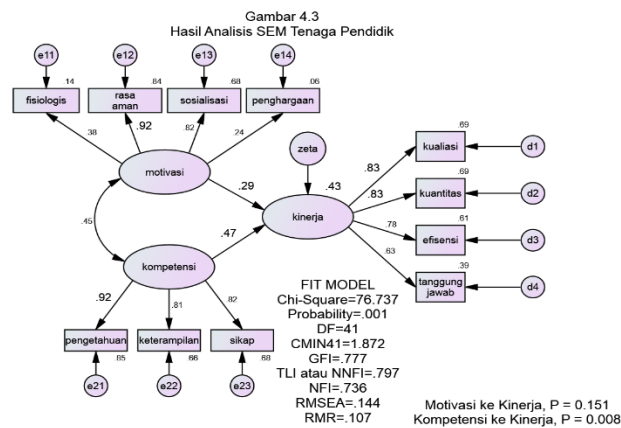 Gambar 4.3
Hasil Analisis SEM Tenaga Pendidik
e11
e12
e13
e14
.14
.84
.68
.06
fisiologis
rasa
aman
sosialisasi
penghargaan
.38
.92
.82
.24
motivasi
zeta
.29
.43
kinerja
.45
.47
kompetensi
.92
.81
.82
pengetahuan
keterampilan
sikap
.85
.66
.68
e21
e22
e23
.83
.83
.78
.63
.69
kualiasi
d1
.69
kuantitas
d2
.61
efisensi
d3
.39
tanggung
jawab
d4
FIT MODEL
Chi-Square=76.737
Probability=.001
DF=41
CMIN41=1.872
GFI=.777
TLI atau NNFI=.797
NFI=.736
RMSEA=.144
RMR=.107
Motivasi ke Kinerja, P = 0.151
Kompetensi ke Kinerja, P = 0.008